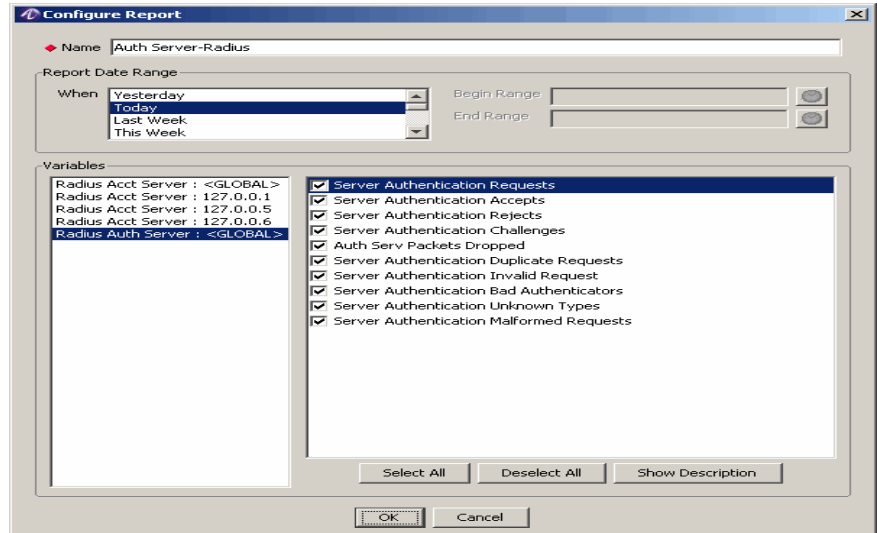 Configure Report
Name Auth Server-Radius
Report Date Range
When Yesterday
Today
Last Week
This Week
Begin Range
End Range
Variables
Radius Acct Server : <GLOBAL>
Radius Acct Server : 127.0.0.1
Radius Acct Server : 127.0.0.5
Radius Acct Server : 127.0.0.6
Radius Auth Server : <GLOBAL>
Server Authentication Requests
Server Authentication Accepts
Server Authentication Rejects
Server Authentication Challenges
Auth Serv Packets Dropped
Server Authentication Duplicate Requests
Server Authentication Invalid Request
Server Authentication Bad Authenticators
Server Authentication Unknown Types
Server Authentication Malformed Requests
Select All Deselect All Show Description
OK Cancel